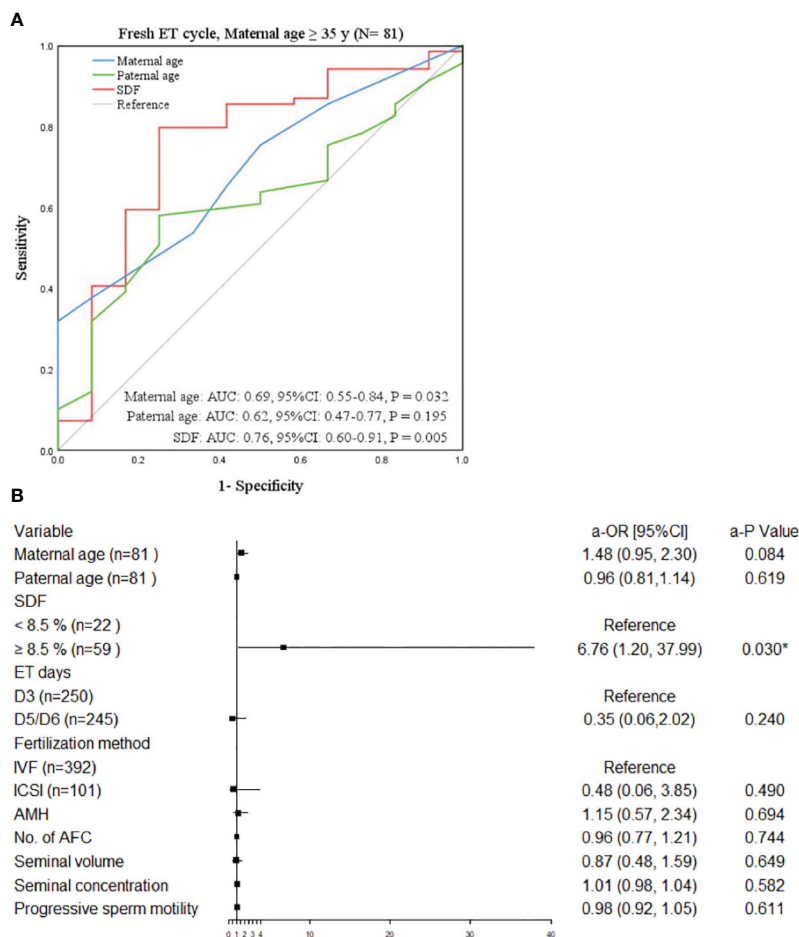 A
Fresh ET cycle, Maternal age ≥ 35 y (N= 81)
1.0
Maternal age
Paternal age
SDF
Reference
0.8
0.6
Sensitivity
0.4
0.2
Maternal age: AUC: 0.69, 95%CI: 0.55-0.84, P = 0.032
Paternal age: AUC: 0.62, 95%CI: 0.47-0.77, P = 0.195
SDF: AUC: 0.76, 95%CI: 0.60-0.91, P = 0.005
0.0
0.0 0.2 0.4 0.6 0.8 1.0
1- Specificity
B
Variable a-OR [95%CI] a-P Value
Maternal age (n=81 ) 1.48 (0.95, 2.30) 0.084
Paternal age (n=81 ) 0.96 (0.81,1.14) 0.619
SDF
< 8.5 % (n=22 ) Reference
≥ 8.5 % (n=59 ) 6.76 (1.20, 37.99) 0.030*
ET days
D3 (n=250) Reference
D5/D6 (n=245) 0.35 (0.06,2.02) 0.240
Fertilization method
IVF (n=392) Reference
ICSI (n=101) 0.48 (0.06, 3.85) 0.490
AMH 1.15 (0.57, 2.34) 0.694
No. of AFC 0.96 (0.77, 1.21) 0.744
Seminal volume 0.87 (0.48, 1.59) 0.649
Seminal concentration 1.01 (0.98, 1.04) 0.582
Progressive sperm motility 0.98 (0.92, 1.05) 0.611
0 1 2 3 4 10 20 30 40